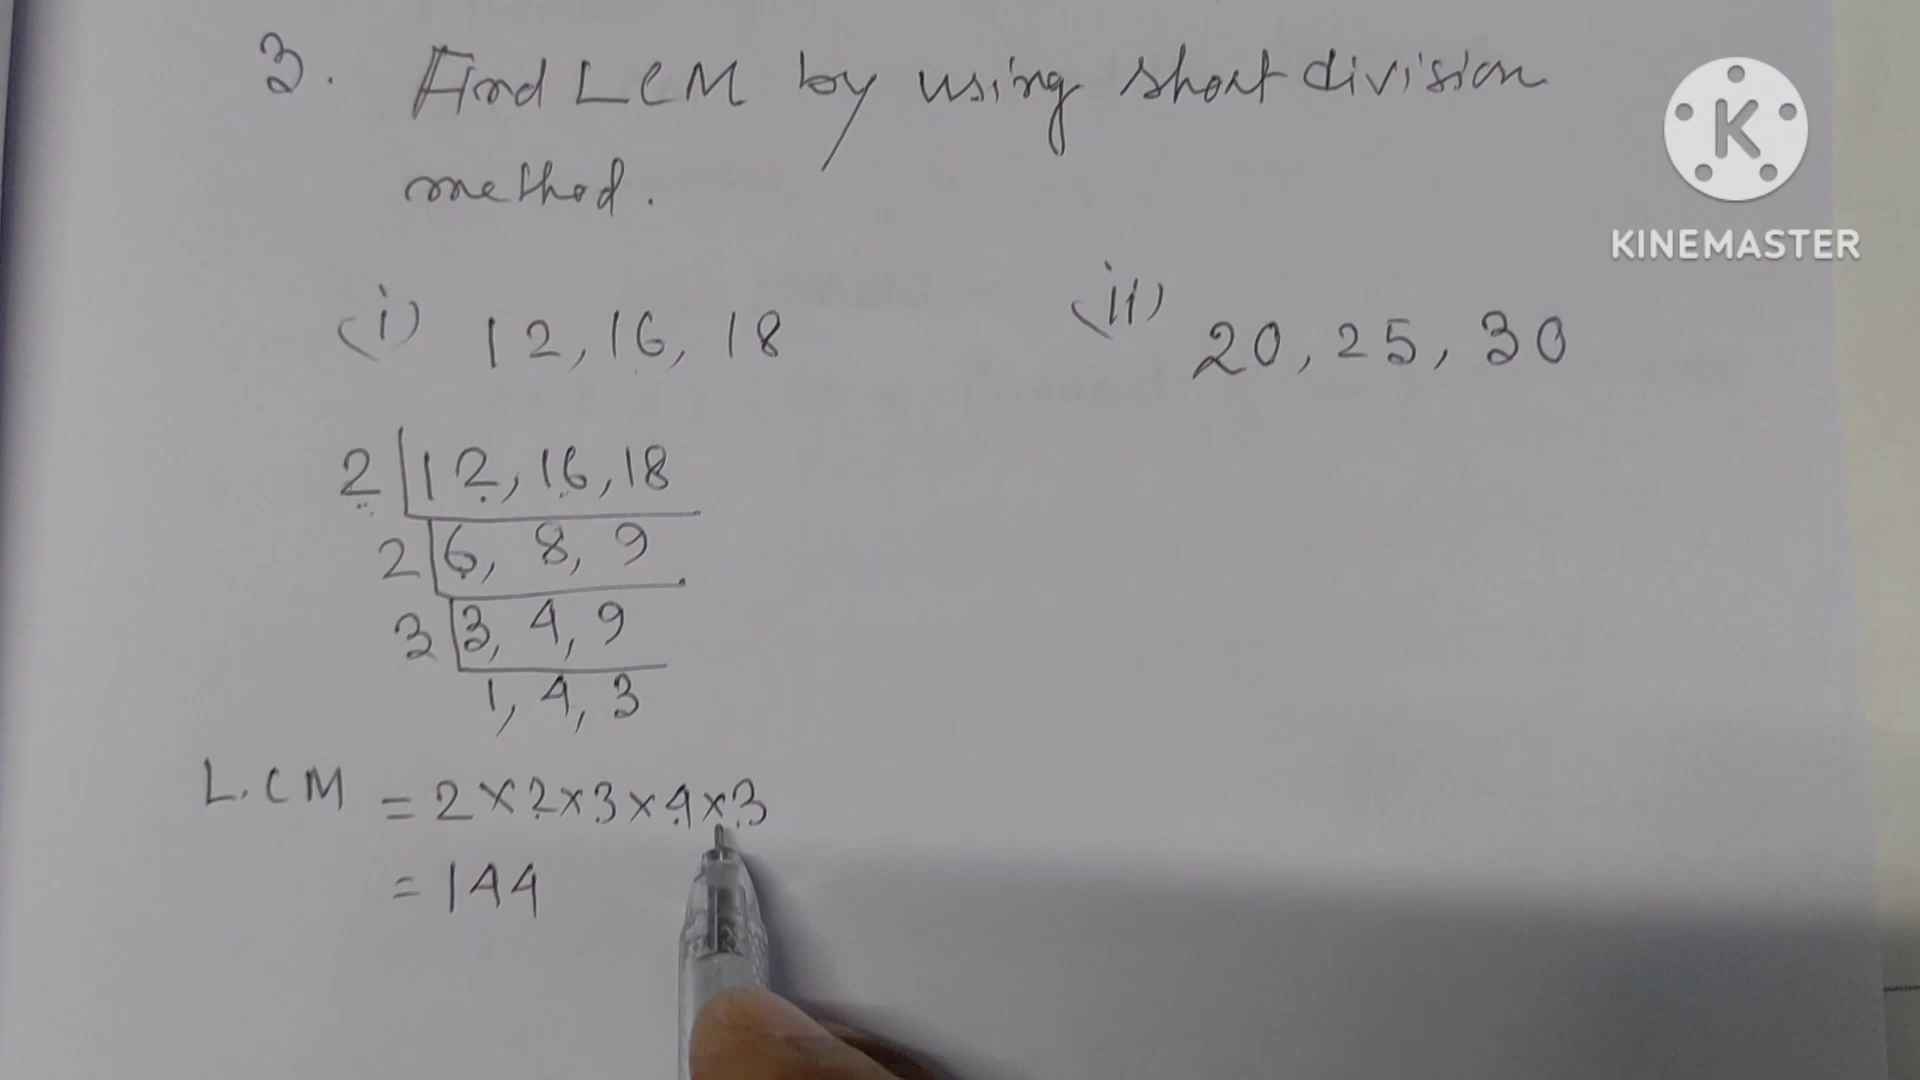 3. Find LCM by using short division
method.
K
KINEMASTER
(i) 12, 16, 18
(ii) 20, 25, 30
2 12, 16, 18
2 6, 8, 9
3 3, 4, 9
1, 4, 3
L.CM = 2 × 2 × 3 × 4 × 3
= 144